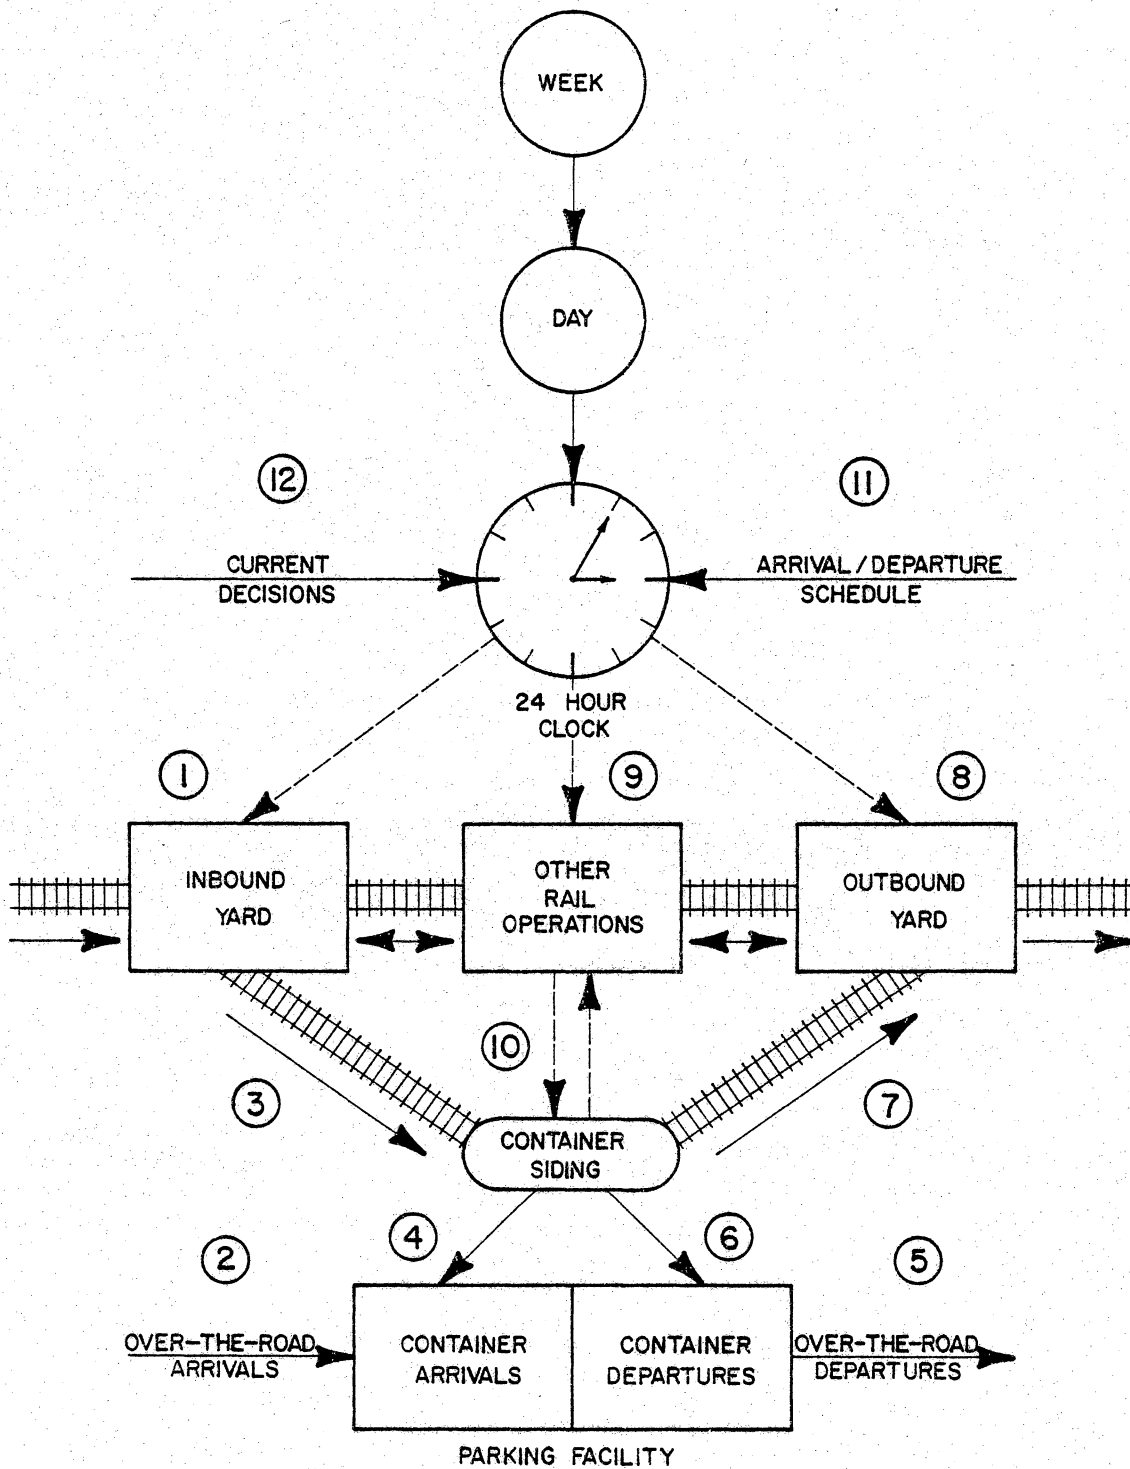 WEEK
DAY
12
11
CURRENT
DECISIONS
ARRIVAL/DEPARTURE
SCHEDULE
24 HOUR
CLOCK
1
9
8
INBOUND
YARD
OTHER
RAIL
OPERATIONS
OUTBOUND
YARD
10
3
7
CONTAINER
SIDING
4
6
2
5
OVER-THE-ROAD
ARRIVALS
CONTAINER
ARRIVALS
CONTAINER
DEPARTURES
OVER-THE-ROAD
DEPARTURES
PARKING FACILITY